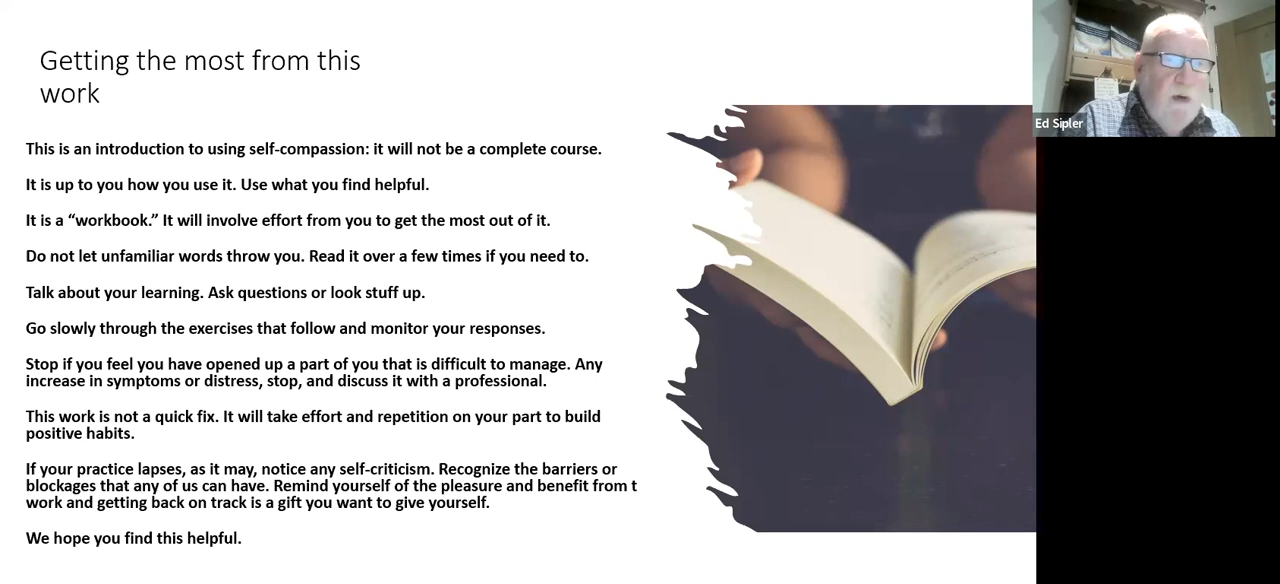 Getting the most from this
work
This is an introduction to using self-compassion: it will not be a complete course.
It is up to you how you use it. Use what you find helpful.
It is a “workbook.” It will involve effort from you to get the most out of it.
Do not let unfamiliar words throw you. Read it over a few times if you need to.
Talk about your learning. Ask questions or look stuff up.
Go slowly through the exercises that follow and monitor your responses.
Stop if you feel you have opened up a part of you that is difficult to manage. Any
increase in symptoms or distress, stop, and discuss it with a professional.
This work is not a quick fix. It will take effort and repetition on your part to build
positive habits.
If your practice lapses, as it may, notice any self-criticism. Recognize the barriers or
blockages that any of us can have. Remind yourself of the pleasure and benefit from t
work and getting back on track is a gift you want to give yourself.
We hope you find this helpful.
Ed Sipler